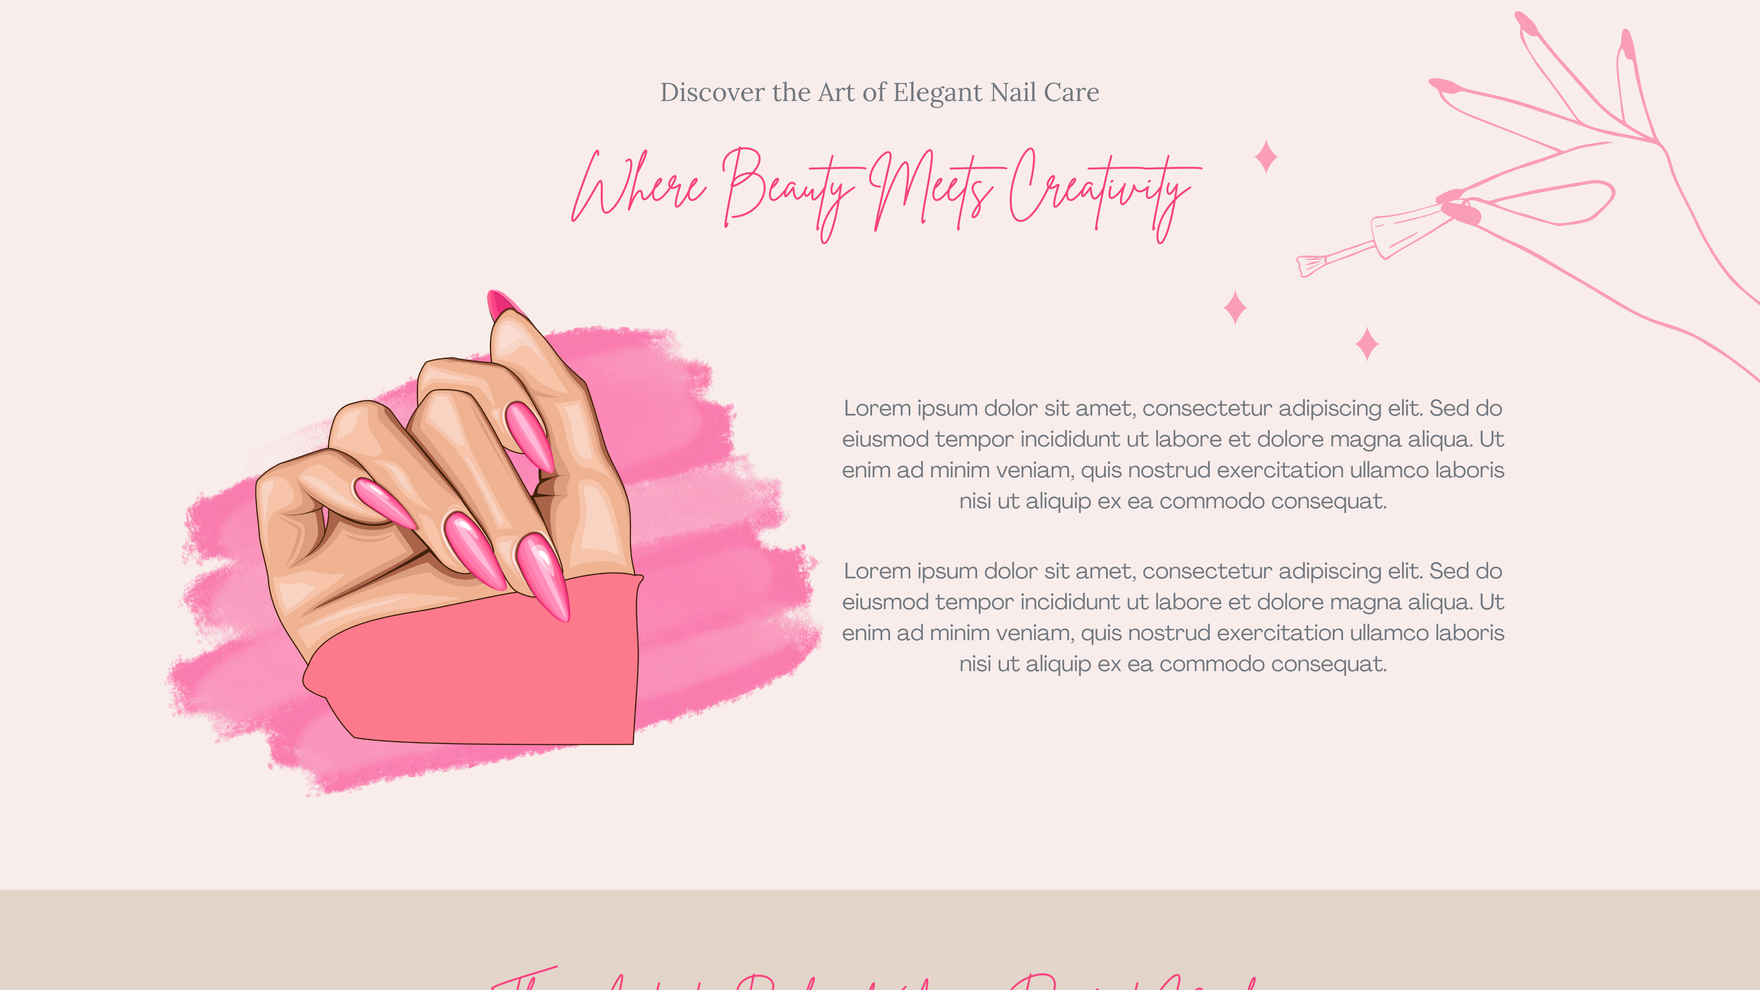 Discover the Art of Elegant Nail Care
Where Beauty Meets Creativity
Lorem ipsum dolor sit amet, consectetur adipiscing elit. Sed do
eiusmod tempor incididunt ut labore et dolore magna aliqua. Ut
enim ad minim veniam, quis nostrud exercitation ullamco laboris
nisi ut aliquip ex ea commodo consequat.
Lorem ipsum dolor sit amet, consectetur adipiscing elit. Sed do
eiusmod tempor incididunt ut labore et dolore magna aliqua. Ut
enim ad minim veniam, quis nostrud exercitation ullamco laboris
nisi ut aliquip ex ea commodo consequat.